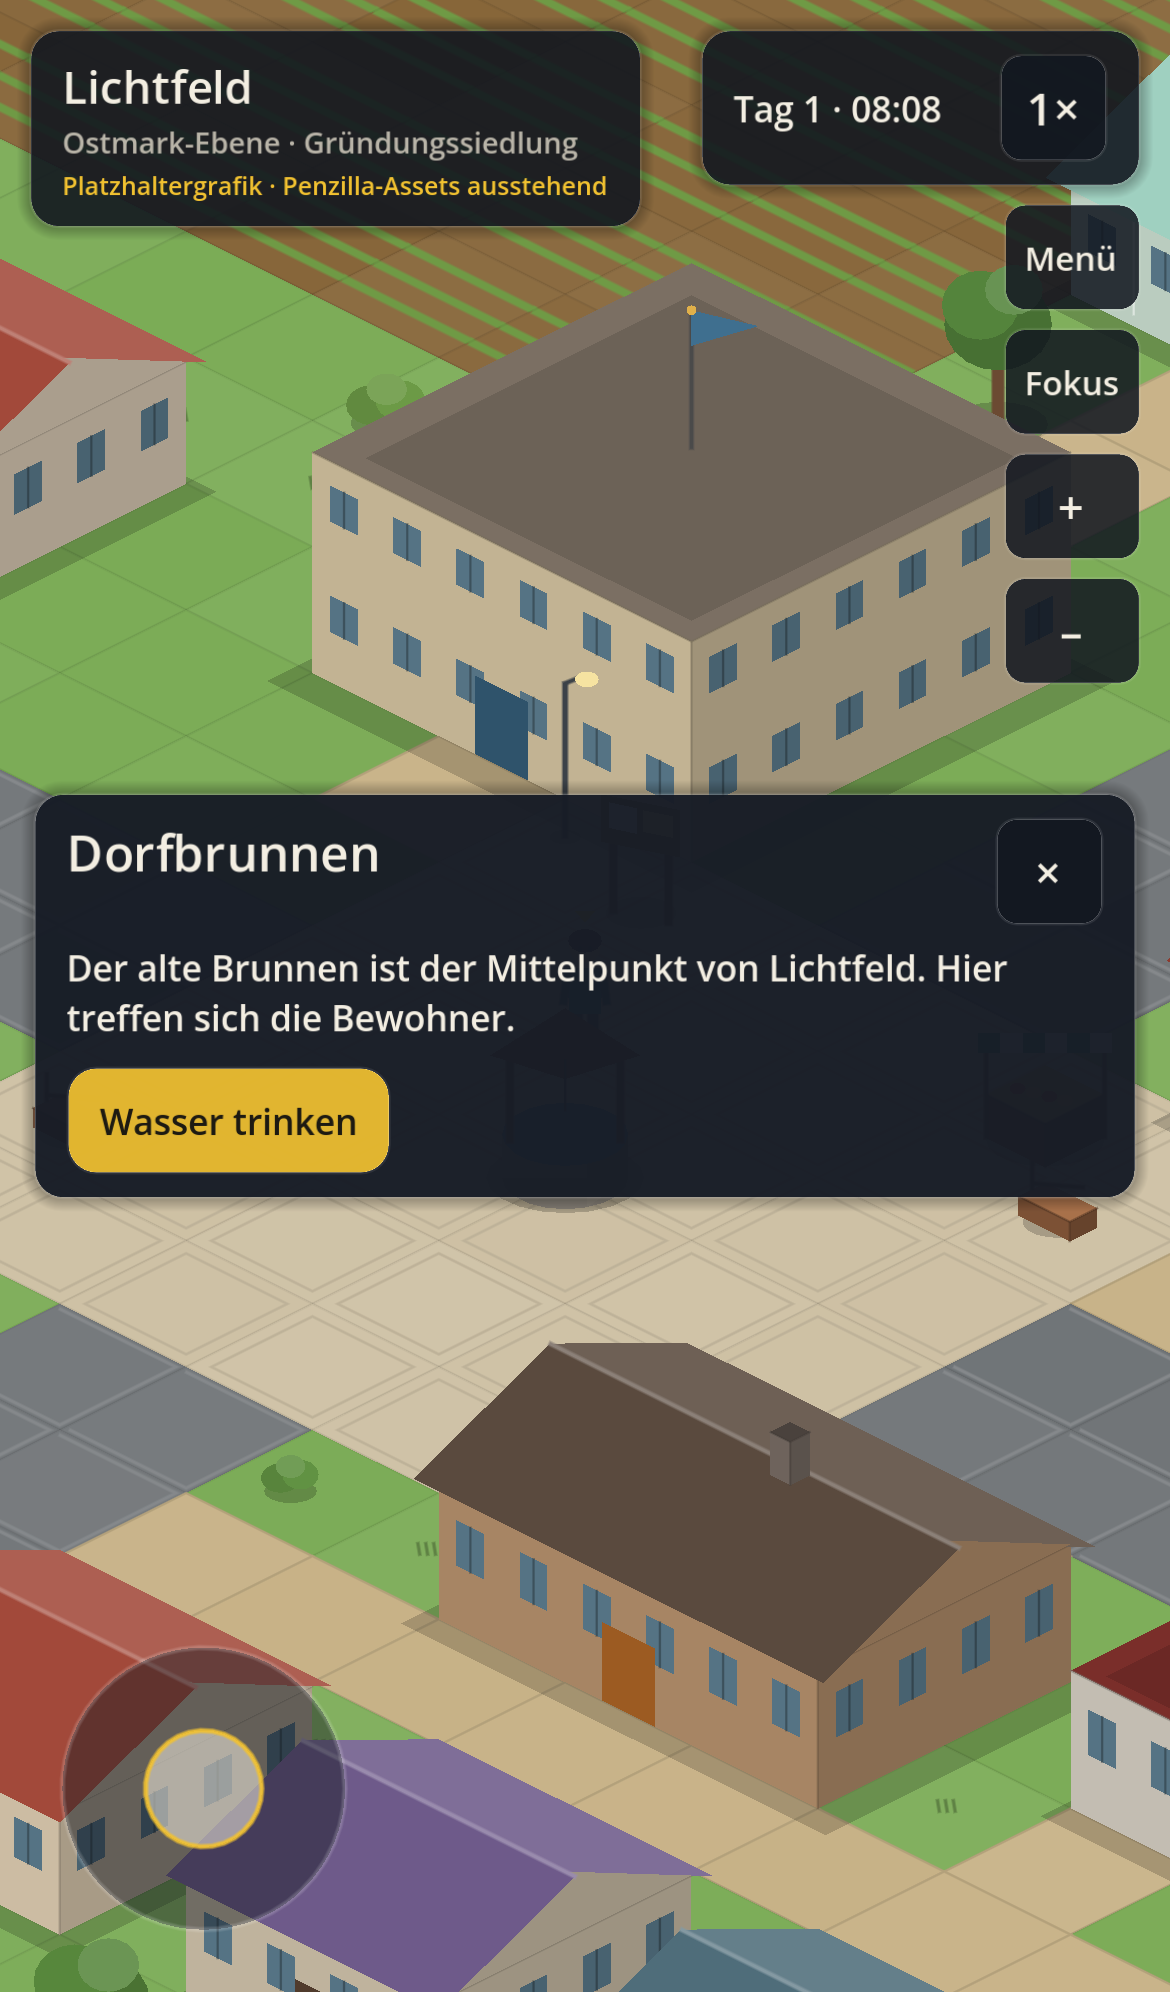 Lichtfeld
Ostmark-Ebene · Gründungssiedlung
Platzhaltergrafik · Penzilla-Assets ausstehend
Tag 1 · 08:08
1×
Menü
Fokus
+
−
Dorfbrunnen
×
Der alte Brunnen ist der Mittelpunkt von Lichtfeld. Hier
treffen sich die Bewohner.
Wasser trinken